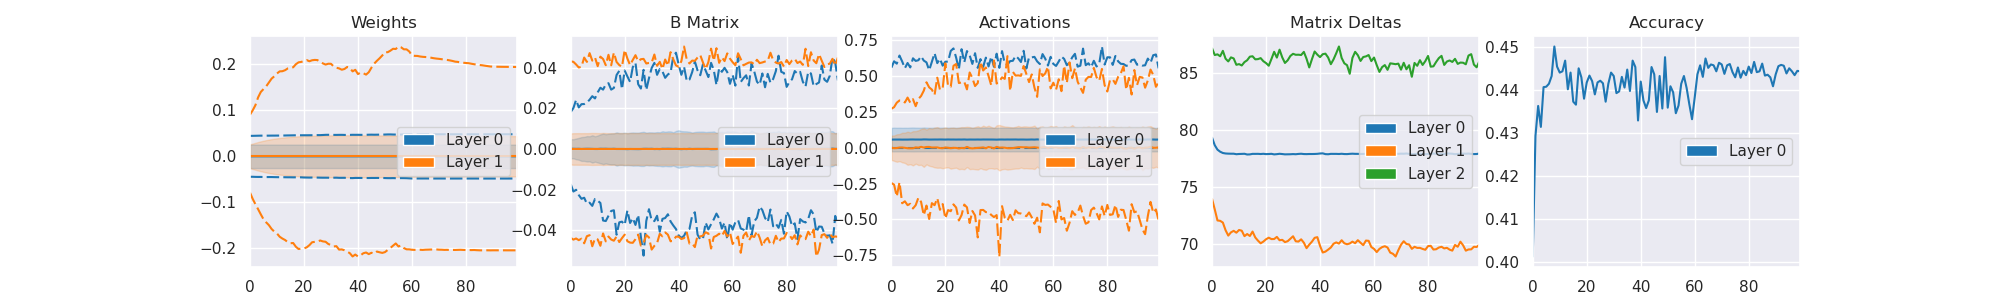 Weights
0.2
0.1
0.0
−0.1
−0.2
0 20 40 60 80
Layer 0
Layer 1
B Matrix
0.04
0.02
0.00
−0.02
−0.04
0 20 40 60 80
Layer 0
Layer 1
Activations
0.75
0.50
0.25
0.00
−0.25
−0.50
−0.75
0 20 40 60 80
Layer 0
Layer 1
Matrix Deltas
85
80
75
70
0 20 40 60 80
Layer 0
Layer 1
Layer 2
Accuracy
0.45
0.44
0.43
0.42
0.41
0.40
0 20 40 60 80
Layer 0